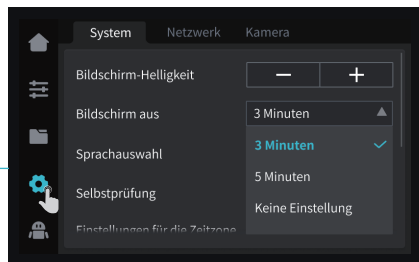 System Netzwerk Kamera
Bildschirm-Helligkeit
Bildschirm aus 3 Minuten
3 Minuten
Sprachauswahl
5 Minuten
Selbstprüfung
Keine Einstellung
Einstellungen für die Zeitzone